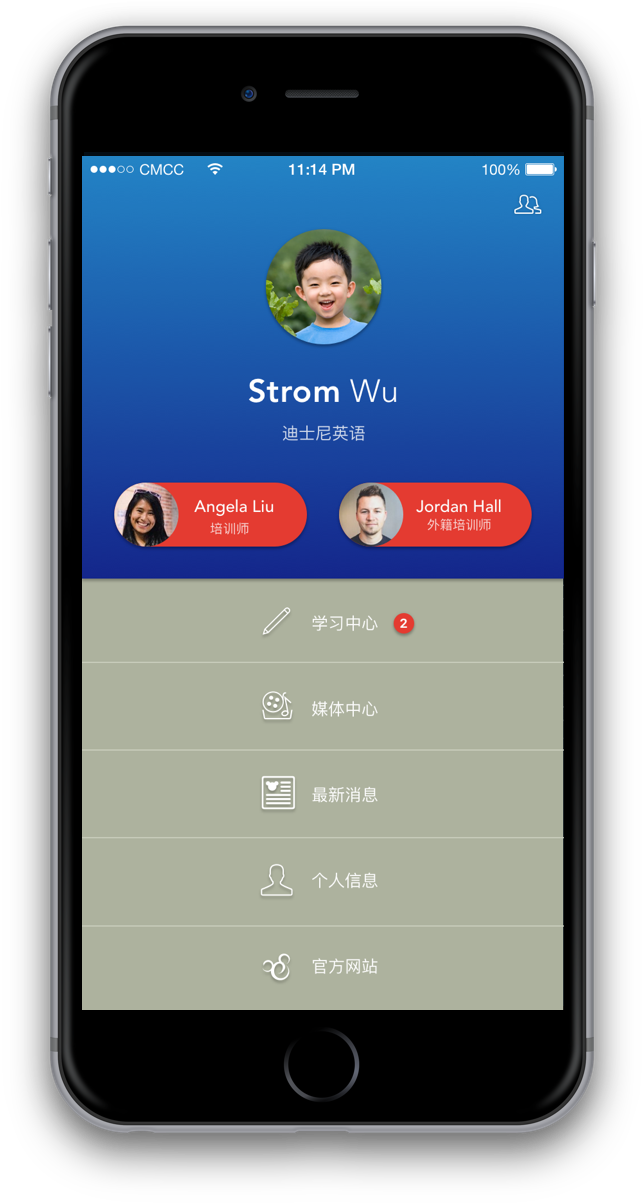 CMCC 11:14 PM 100%
Strom Wu
迪士尼英语
Angela Liu
培训师
Jordan Hall
外籍培训师
学习中心 2
媒体中心
最新消息
个人信息
官方网站